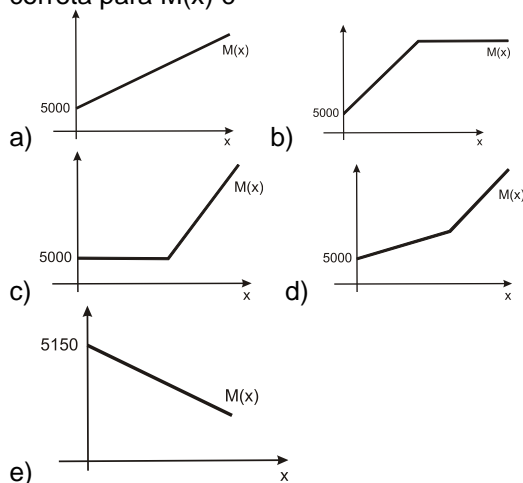 correta para M(x) é
M(x)
5000
x
a)
M(x)
5000
x
b)
M(x)
5000
x
c)
M(x)
5000
x
d)
5150
M(x)
x
e)